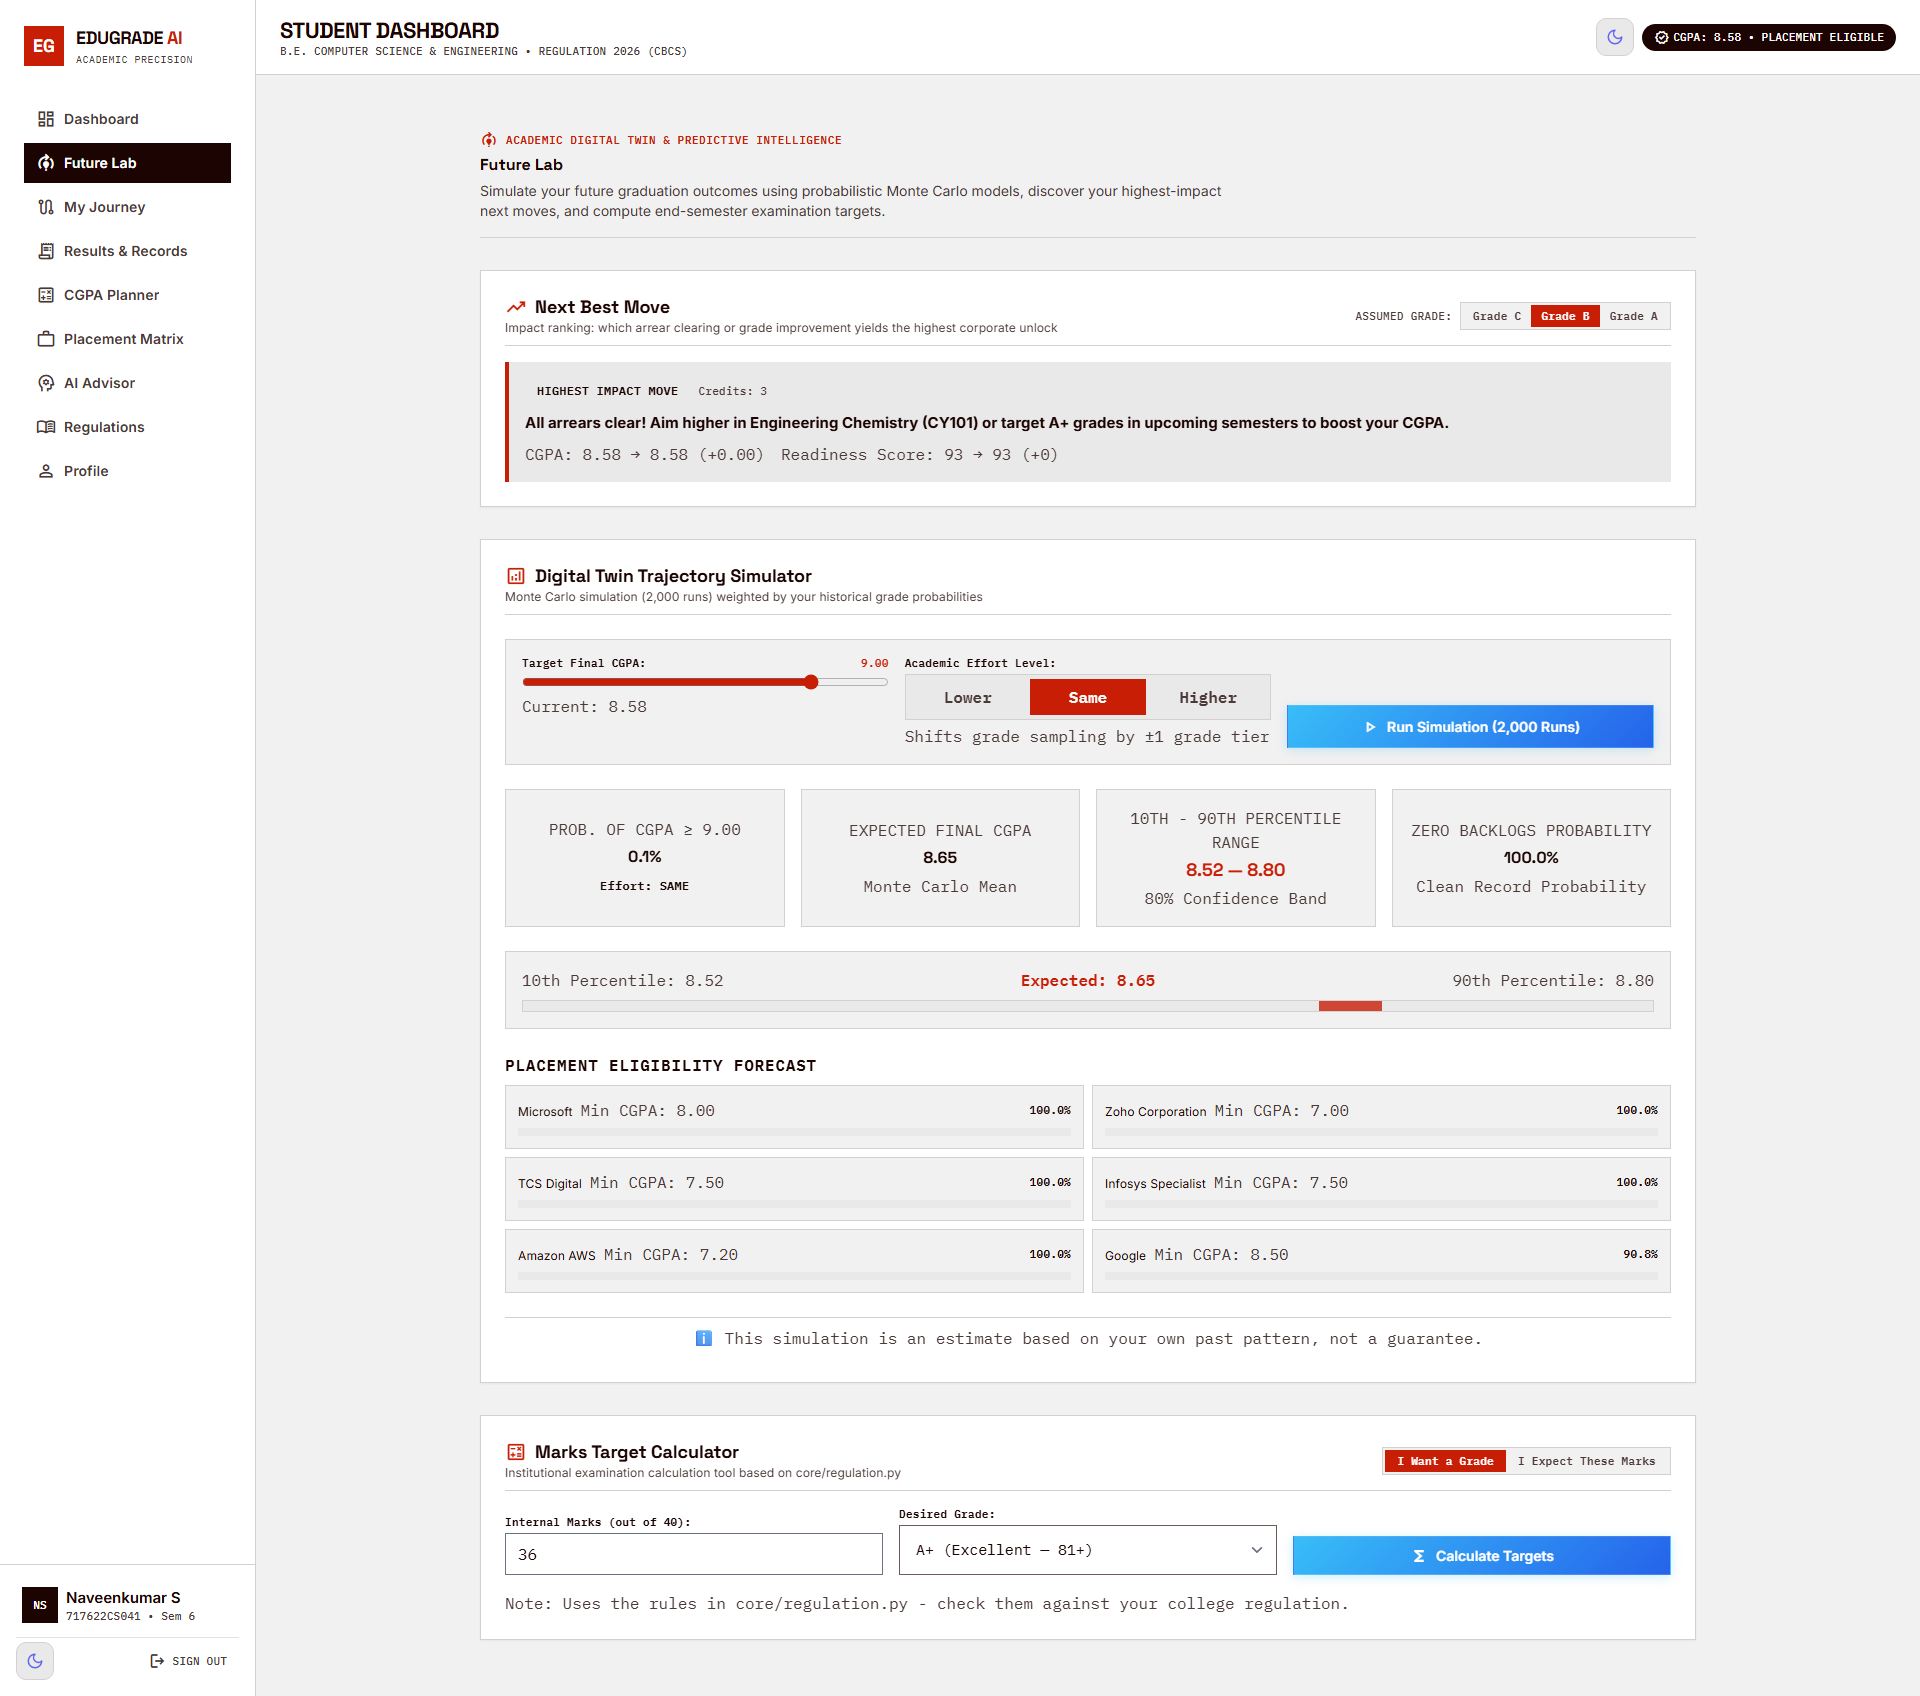 EG
EDUGRADE AI
ACADEMIC PRECISION
Dashboard
Future Lab
My Journey
Results & Records
CGPA Planner
Placement Matrix
AI Advisor
Regulations
Profile
NS
Naveenkumar S
717622CS041 • Sem 6
SIGN OUT
STUDENT DASHBOARD
B.E. COMPUTER SCIENCE & ENGINEERING • REGULATION 2026 (CBCS)
CGPA: 8.58 • PLACEMENT ELIGIBLE
ACADEMIC DIGITAL TWIN & PREDICTIVE INTELLIGENCE
Future Lab
Simulate your future graduation outcomes using probabilistic Monte Carlo models, discover your highest-impact
next moves, and compute end-semester examination targets.
Next Best Move
Impact ranking: which arrear clearing or grade improvement yields the highest corporate unlock
ASSUMED GRADE: Grade C Grade B Grade A
HIGHEST IMPACT MOVE Credits: 3
All arrears clear! Aim higher in Engineering Chemistry (CY101) or target A+ grades in upcoming semesters to boost your CGPA.
CGPA: 8.58 → 8.58 (+0.00) Readiness Score: 93 → 93 (+0)
Digital Twin Trajectory Simulator
Monte Carlo simulation (2,000 runs) weighted by your historical grade probabilities
Target Final CGPA: 9.00
Current: 8.58
Academic Effort Level:
Lower Same Higher
Shifts grade sampling by ±1 grade tier
Run Simulation (2,000 Runs)
PROB. OF CGPA ≥ 9.00
0.1%
Effort: SAME
EXPECTED FINAL CGPA
8.65
Monte Carlo Mean
10TH - 90TH PERCENTILE
RANGE
8.52 — 8.80
80% Confidence Band
ZERO BACKLOGS PROBABILITY
100.0%
Clean Record Probability
10th Percentile: 8.52 Expected: 8.65 90th Percentile: 8.80
PLACEMENT ELIGIBILITY FORECAST
Microsoft Min CGPA: 8.00 100.0%
Zoho Corporation Min CGPA: 7.00 100.0%
TCS Digital Min CGPA: 7.50 100.0%
Infosys Specialist Min CGPA: 7.50 100.0%
Amazon AWS Min CGPA: 7.20 100.0%
Google Min CGPA: 8.50 90.8%
ℹ️ This simulation is an estimate based on your own past pattern, not a guarantee.
Marks Target Calculator
Institutional examination calculation tool based on core/regulation.py
I Want a Grade I Expect These Marks
Internal Marks (out of 40):
36
Desired Grade:
A+ (Excellent — 81+)
Calculate Targets
Note: Uses the rules in core/regulation.py - check them against your college regulation.